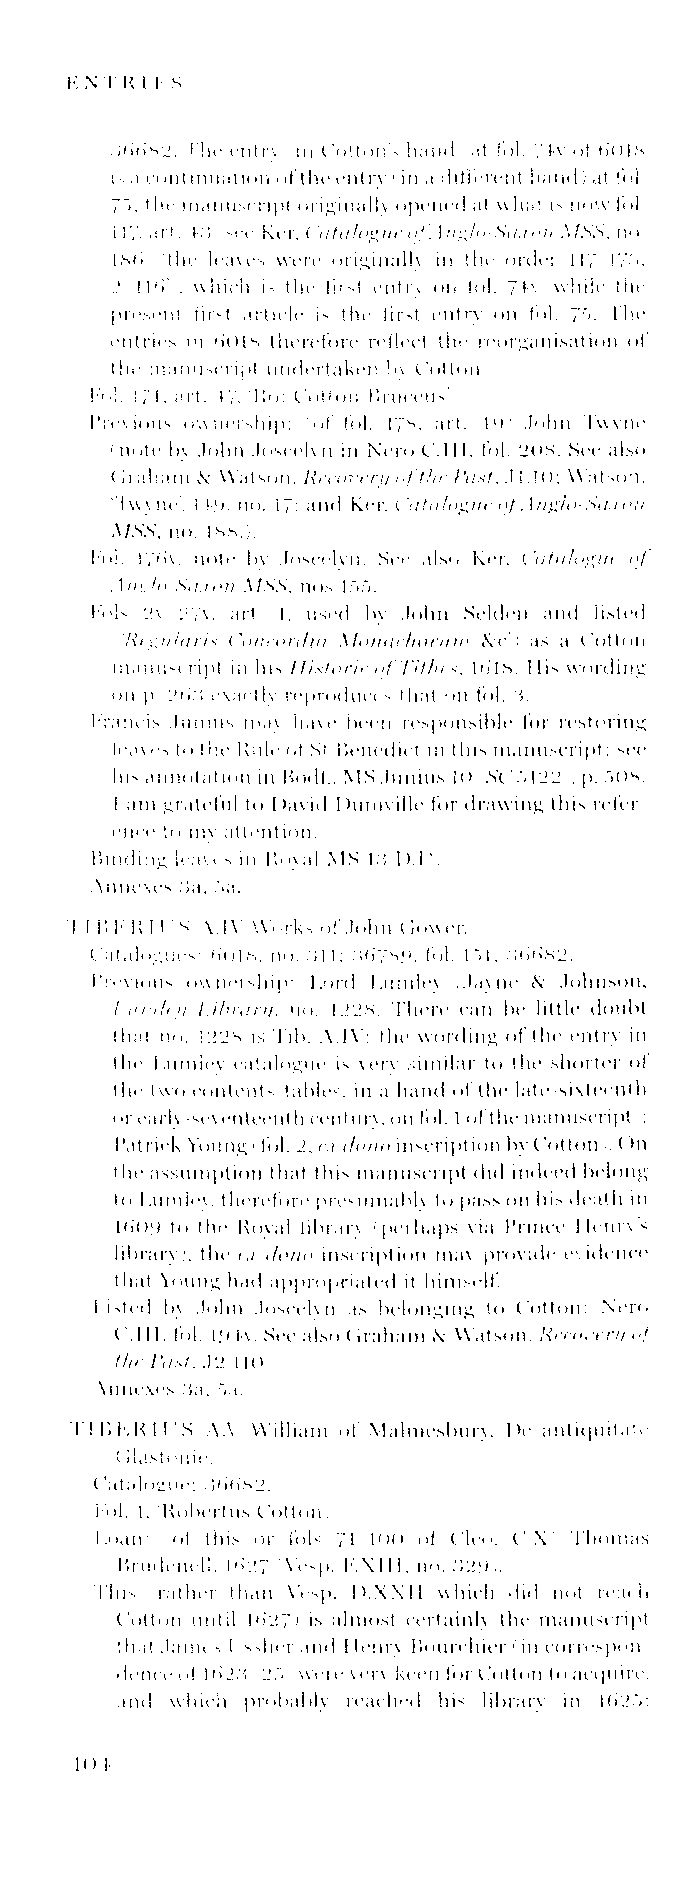 ENTRIES
36682. The entry (in Cotton's hand) at fol. 74v of 6018
is a continuation of the entry (in a different hand) at fol.
75, the manuscript originally opened at what is now fol.
117, art. 43 (see Ker, Catalogue of Anglo-Saxon MSS, no.
186: 'the leaves were originally in the order 117-173,
2-116'), which is the first entry on fol. 74v, while the
present first article is the first entry on fol. 75. The
entries in 6018 therefore reflect the reorganisation of
the manuscript undertaken by Cotton.
Fol. 174, art. 47, 'Ro: Cotton Bruceus'.
Previous ownership: (of fol. 178, art. 49) John Twyne
(note by John Joscelyn in Nero C.III, fol. 208. See also
Graham & Watson, Recovery of the Past, J1.10; Watson,
'Twyne', 149, no. 17; and Ker, Catalogue of Anglo-Saxon
MSS, no. 188.).
Fol. 176v, note by Joscelyn. See also Ker, Catalogue of
Anglo-Saxon MSS, nos 155.
Fols 2v-27v, art. 1, used by John Selden and listed
('Regularis Concordia Monachorum &c') as a Cotton
manuscript in his Historie of Tithes, 1618. His wording
on p. 263 exactly reproduces that on fol. 3.
Francis Junius may have been responsible for restoring
leaves to the Rule of St Benedict in this manuscript: see
his annotation in Bodl., MS Junius 10 (SC 5122), p. 508.
I am grateful to David Dumville for drawing this refer-
ence to my attention.
Binding leaves in Royal MS 13 D.I*.
Annexes 3a, 5a.
TIBERIUS A.IV Works of John Gower.
Catalogues: 6018, no. 311; 36789, fol. 151; 36682.
Previous ownership: Lord Lumley (Jayne & Johnson,
Lumley Library, no. 1228. There can be little doubt
that no. 1228 is Tib. A.IV: the wording of the entry in
the Lumley catalogue is very similar to the shorter of
the two contents-tables, in a hand of the late-sixteenth
or early-seventeenth century, on fol. 1 of the manuscript);
Patrick Young (fol. 2, ex dono inscription by Cotton). On
the assumption that this manuscript did indeed belong
to Lumley, therefore presumably to pass on his death in
1609 to the Royal library (perhaps via Prince Henry's
library), the ex dono inscription may provide evidence
that Young had appropriated it himself.
Listed by John Joscelyn as belonging to Cotton: Nero
C.III, fol. 194v. See also Graham & Watson, Recovery of
the Past, J2.110.
Annexes 3a, 5a.
TIBERIUS A.V William of Malmesbury, De antiquitate
Glastonie.
Catalogue: 36682.
Fol. 1, 'Robertus Cotton'.
Loan: (of this or fols 71-100 of Cleo. C.X) Thomas
Brudenell, 1627 (Vesp. F.XIII, no. 329).
This (rather than Vesp. D.XXII which did not reach
Cotton until 1627) is almost certainly the manuscript
that James Ussher and Henry Bourchier (in correspon-
dence of 1623-25) were very keen for Cotton to acquire,
and which probably reached his library in 1625:
104